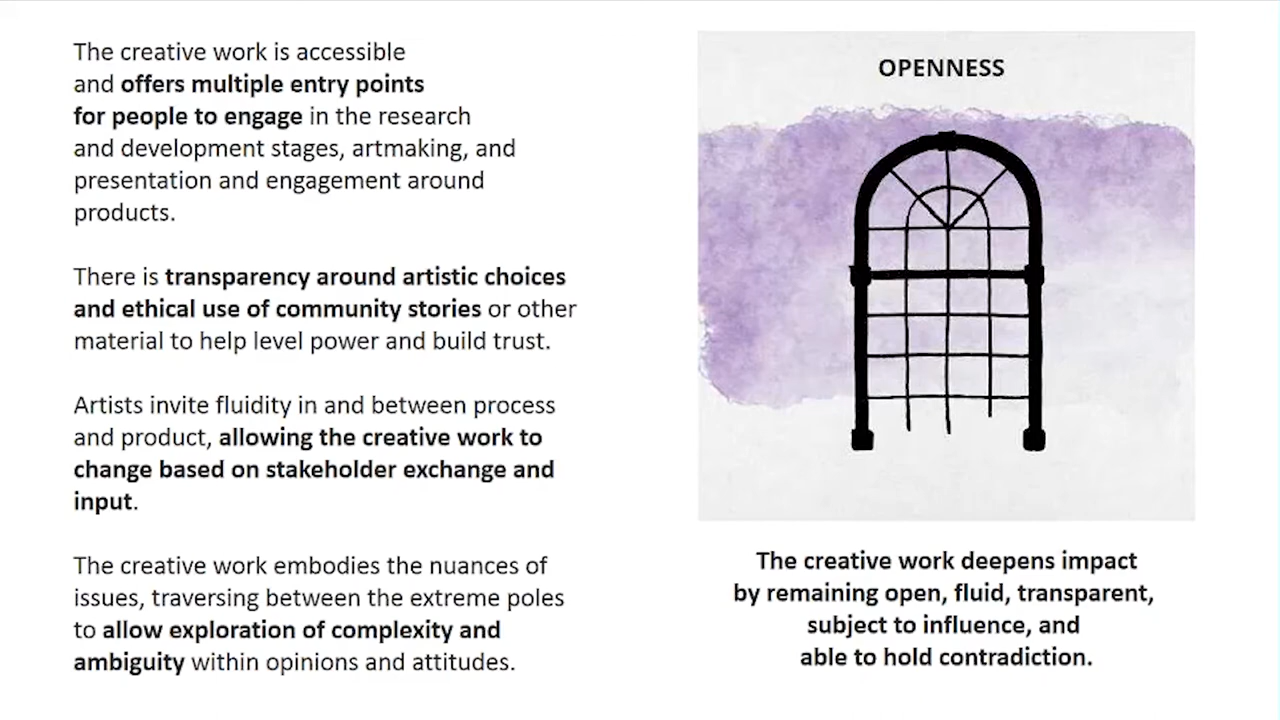 The creative work is accessible
and offers multiple entry points
for people to engage in the research
and development stages, artmaking, and
presentation and engagement around
products.
There is transparency around artistic choices
and ethical use of community stories or other
material to help level power and build trust.
Artists invite fluidity in and between process
and product, allowing the creative work to
change based on stakeholder exchange and
input.
The creative work embodies the nuances of
issues, traversing between the extreme poles
to allow exploration of complexity and
ambiguity within opinions and attitudes.
OPENNESS
The creative work deepens impact
by remaining open, fluid, transparent,
subject to influence, and
able to hold contradiction.